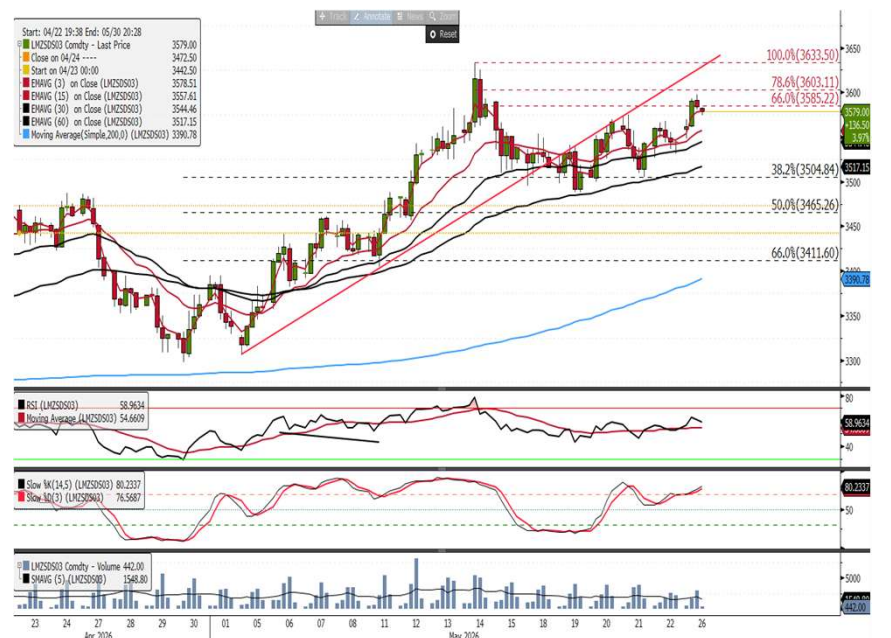 Track Annotate News Zoom
Reset
Start: 04/22 19:38 End: 05/30 20:28
LMZSDS03 Comdty - Last Price 3579.00
Close on 04/24 ---- 3472.50
Start on 04/23 00:00 3442.50
EMAVG (3) on Close (LMZSDS03) 3578.51
EMAVG (15) on Close (LMZSDS03) 3557.61
EMAVG (30) on Close (LMZSDS03) 3544.46
EMAVG (60) on Close (LMZSDS03) 3517.15
Moving Average(Simple,200,0) (LMZSDS03) 3390.78
100.0%(3633.50)
78.6%(3603.11)
66.0%(3585.22)
38.2%(3504.84)
50.0%(3465.26)
66.0%(3411.60)
3650
3600
3579.00
+136.50
3.97%
3517.15
3500
3450
3400
3390.78
3350
3300
RSI (LMZSDS03) 58.9634
Moving Average (LMZSDS03) 54.6609
80
58.9634
40
Slow %K(14,5) (LMZSDS03) 80.2337
Slow %D(3) (LMZSDS03) 76.5687
80.2337
50
LMZSDS03 Comdty - Volume 442.00
SMAVG (5) (LMZSDS03) 1548.80
5000
442.00
23 24 27 28 29 30 01 05 06 07 08 11 12 13 14 15 18 19 20 21 22 26
Apr 2026 May 2026